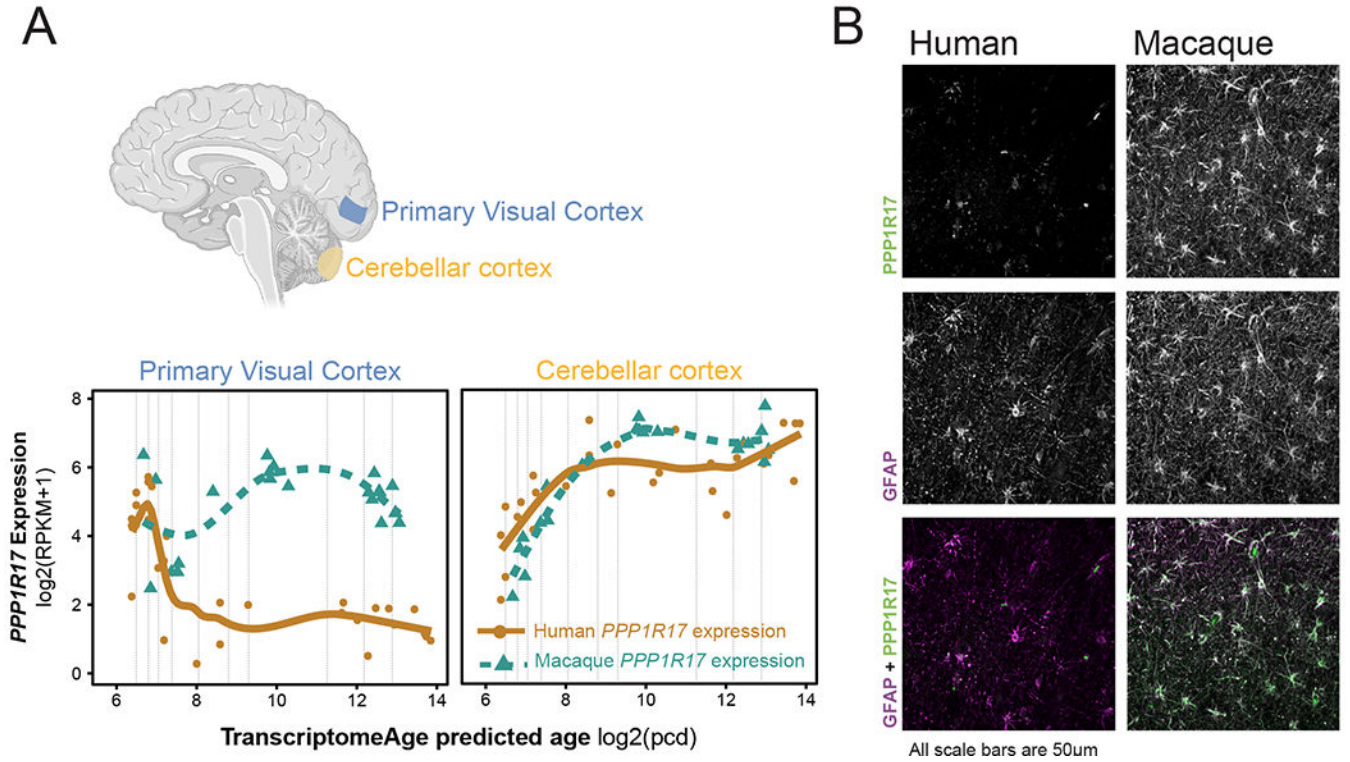 A
Primary Visual Cortex
Cerebellar cortex
Primary Visual Cortex
Cerebellar cortex
PPP1R17 Expression
log2(RPKM+1)
8
6
4
2
0
Human PPP1R17 expression
Macaque PPP1R17 expression
6 8 10 12 14
6 8 10 12 14
TranscriptomeAge predicted age log2(pcd)
B
Human Macaque
PPP1R17
GFAP
GFAP + PPP1R17
All scale bars are 50um